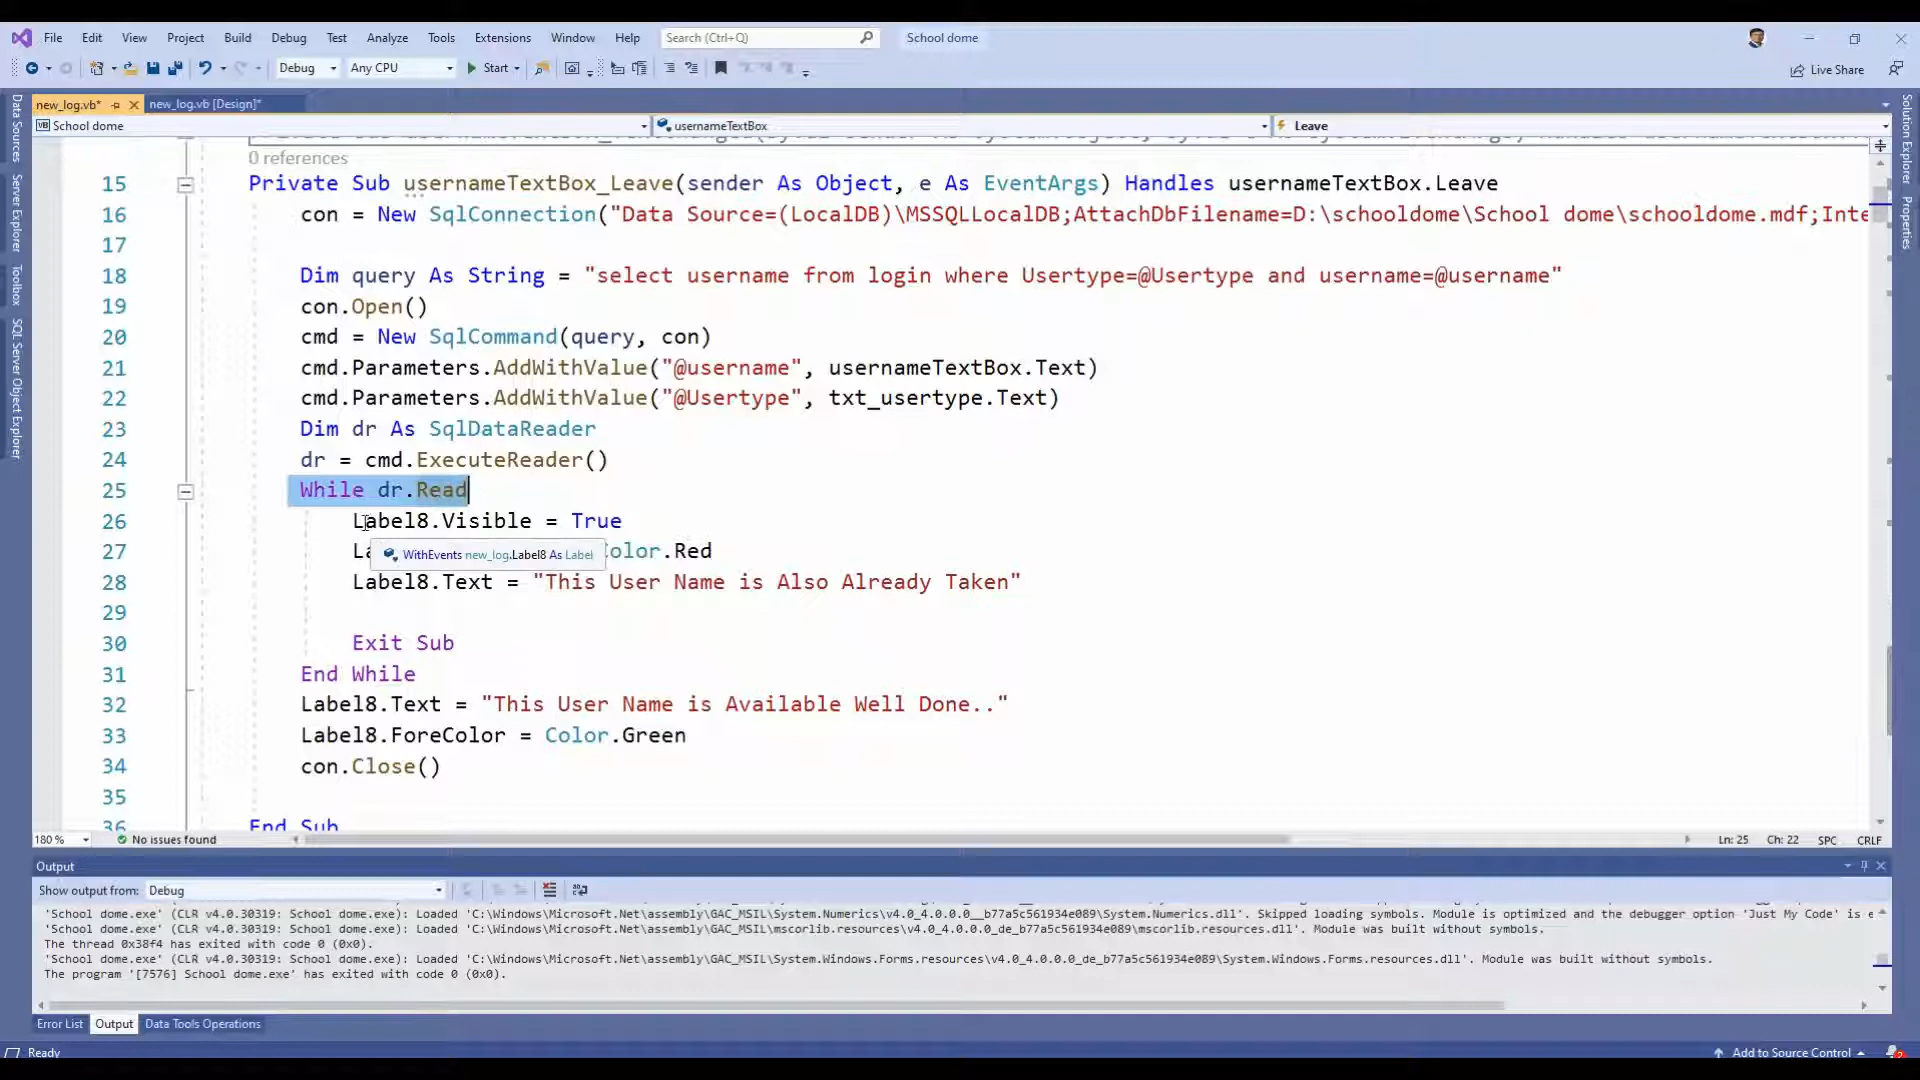 File Edit View Project Build Debug Test Analyze Tools Extensions Window Help Search (Ctrl+Q) School dome
Debug Any CPU Start Live Share
new_log.vb* new_log.vb [Design]*
School dome usernameTextBox Leave
0 references
15 Private Sub usernameTextBox_Leave(sender As Object, e As EventArgs) Handles usernameTextBox.Leave
16 con = New SqlConnection("Data Source=(LocalDB)\MSSQLLocalDB;AttachDbFilename=D:\schooldome\School dome\schooldome.mdf;Inte
17
18 Dim query As String = "select username from login where Usertype=@Usertype and username=@username"
19 con.Open()
20 cmd = New SqlCommand(query, con)
21 cmd.Parameters.AddWithValue("@username", usernameTextBox.Text)
22 cmd.Parameters.AddWithValue("@Usertype", txt_usertype.Text)
23 Dim dr As SqlDataReader
24 dr = cmd.ExecuteReader()
25 While dr.Read
26 Label8.Visible = True
27 La Color.Red
WithEvents new_log.Label8 As Label
28 Label8.Text = "This User Name is Also Already Taken"
29
30 Exit Sub
31 End While
32 Label8.Text = "This User Name is Available Well Done.."
33 Label8.ForeColor = Color.Green
34 con.Close()
35
36 End Sub
180 % No issues found Ln: 25 Ch: 22 SPC CRLF
Output
Show output from: Debug
'School dome.exe' (CLR v4.0.30319: School dome.exe): Loaded 'C:\Windows\Microsoft.Net\assembly\GAC_MSIL\System.Numerics\v4.0_4.0.0.0__b77a5c561934e089\System.Numerics.dll'. Skipped loading symbols. Module is optimized and the debugger option 'Just My Code' is e
'School dome.exe' (CLR v4.0.30319: School dome.exe): Loaded 'C:\Windows\Microsoft.Net\assembly\GAC_MSIL\mscorlib.resources\v4.0_4.0.0.0_de_b77a5c561934e089\mscorlib.resources.dll'. Module was built without symbols.
The thread 0x38f4 has exited with code 0 (0x0).
'School dome.exe' (CLR v4.0.30319: School dome.exe): Loaded 'C:\Windows\Microsoft.Net\assembly\GAC_MSIL\System.Windows.Forms.resources\v4.0_4.0.0.0_de_b77a5c561934e089\System.Windows.Forms.resources.dll'. Module was built without symbols.
The program '[7576] School dome.exe' has exited with code 0 (0x0).
Error List Output Data Tools Operations
Ready Add to Source Control 2
Data Sources
Server Explorer
Toolbox
SQL Server Object Explorer
Solution Explorer
Properties